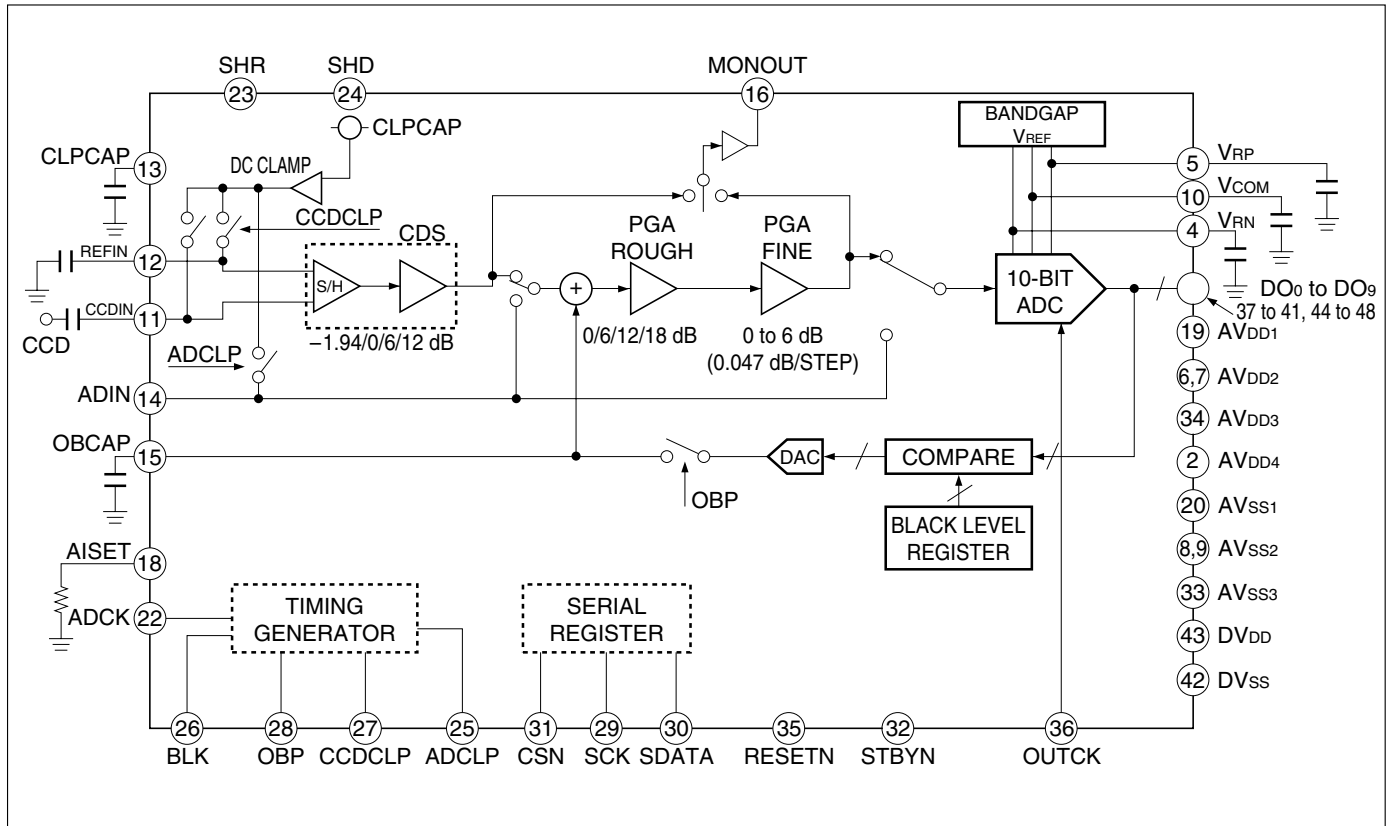 SHR
SHD
MONOUT
23
24
16
BANDGAP
VREF
CLPCAP
CLPCAP
13
DC CLAMP
5
VRP
10
VCOM
CCDCLP
CDS
PGA
ROUGH
PGA
FINE
4
VRN
REFIN
12
S/H
10-BIT
ADC
DO0 to DO9
37 to 41, 44 to 48
CCDIN
11
CCD
–1.94/0/6/12 dB
+
0/6/12/18 dB
0 to 6 dB
(0.047 dB/STEP)
19
AVDD1
ADCLP
ADIN
14
6,7
AVDD2
34
AVDD3
OBCAP
15
DAC
COMPARE
2
AVDD4
OBP
BLACK LEVEL
REGISTER
20
AVSS1
8,9
AVSS2
AISET
18
33
AVSS3
ADCK
22
TIMING
GENERATOR
SERIAL
REGISTER
43
DVDD
42
DVSS
26
28
27
25
31
29
30
35
32
36
BLK
OBP
CCDCLP
ADCLP
CSN
SCK
SDATA
RESETN
STBYN
OUTCK